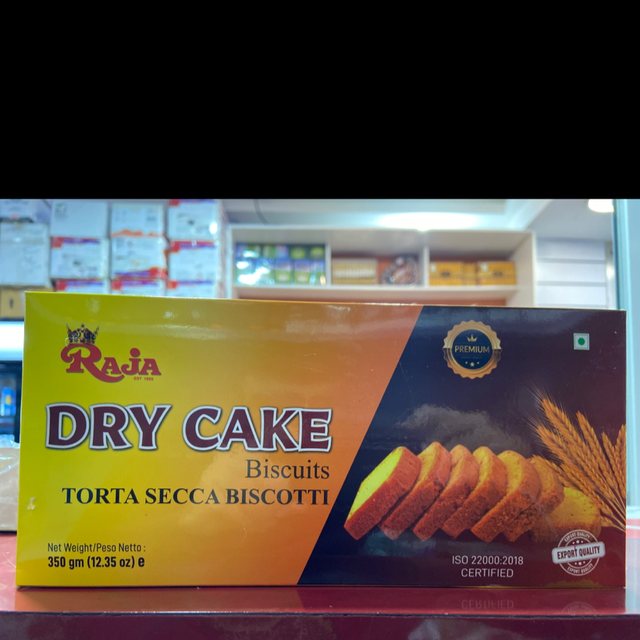 Raja
PREMIUM
DRY CAKE
Biscuits
TORTA SECCA BISCOTTI
Net Weight/Peso Netto :
350 gm (12.35 oz) e
ISO 22000:2018
CERTIFIED
EXPORT QUALITY